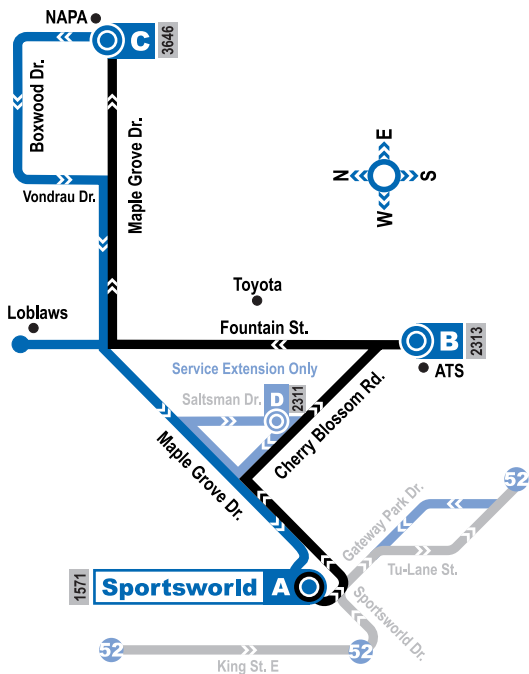 NAPA
C
3646
Boxwood Dr.
Maple Grove Dr.
Vondrau Dr.
E
N
S
W
Toyota
Loblaws
Fountain St.
B
2313
ATS
Service Extension Only
D
2311
Saltsman Dr.
Cherry Blossom Rd.
Maple Grove Dr.
52
Gateway Park Dr.
Tu-Lane St.
1571
Sportsworld A
Sportsworld Dr.
52
52
King St. E